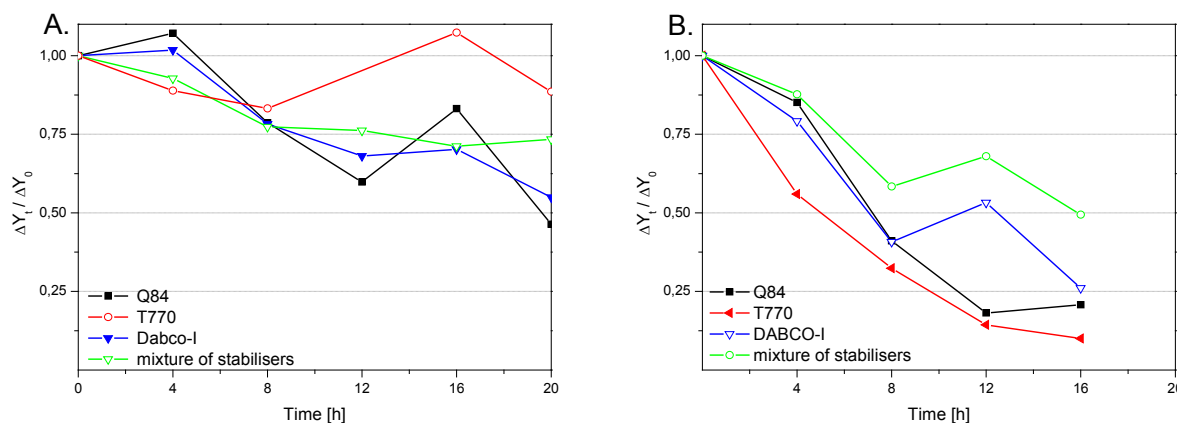 A.
1,00
0,75
0,50
0,25
ΔYt / ΔY0
Q84
T770
Dabco-I
mixture of stabilisers
0 4 8 12 16 20
Time [h]
B.
1,00
0,75
0,50
0,25
ΔYt / ΔY0
Q84
T770
DABCO-I
mixture of stabilisers
4 8 12 16 20
Time [h]